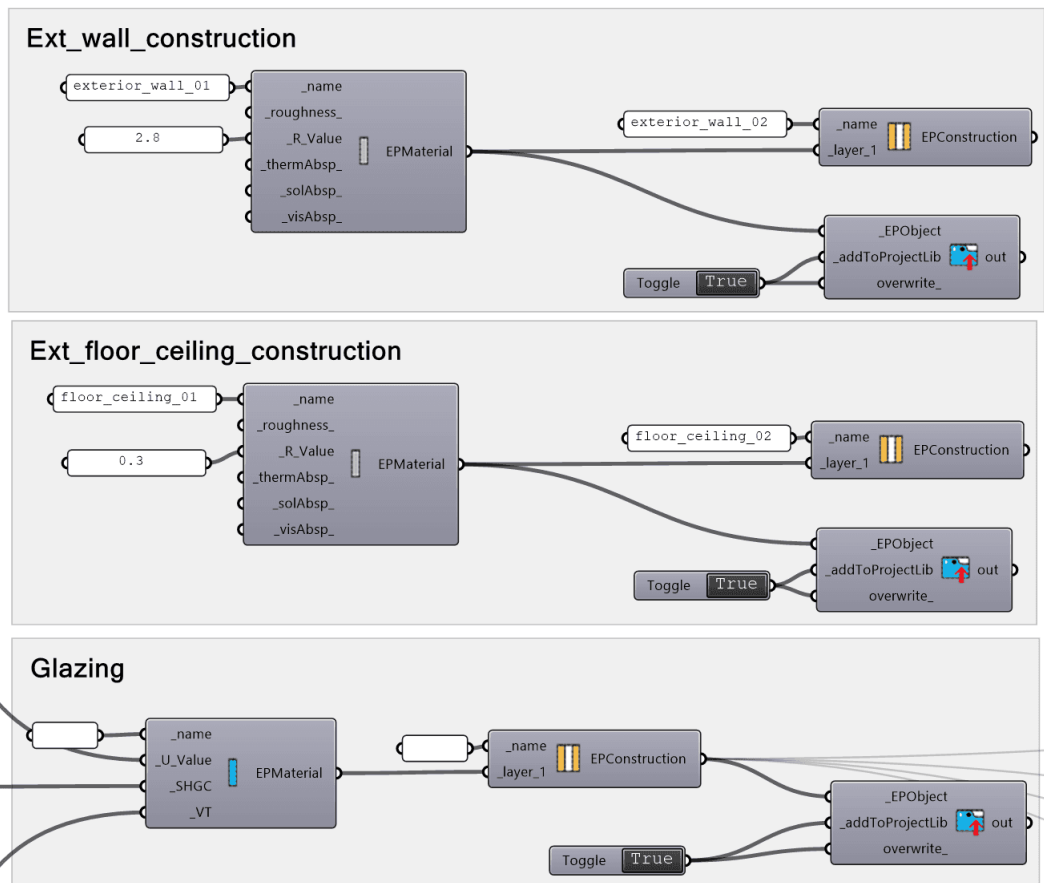 Ext_wall_construction
exterior_wall_01
_name
_roughness_
2.8
_R_Value
_thermAbsp_
_solAbsp_
_visAbsp_
EPMaterial
exterior_wall_02
_name
_layer_1
EPConstruction
_EPObject
_addToProjectLib
overwrite_
out
Toggle True
Ext_floor_ceiling_construction
floor_ceiling_01
_name
_roughness_
0.3
_R_Value
_thermAbsp_
_solAbsp_
_visAbsp_
EPMaterial
floor_ceiling_02
_name
_layer_1
EPConstruction
_EPObject
_addToProjectLib
overwrite_
out
Toggle True
Glazing
_name
_U_Value
_SHGC
_VT
EPMaterial
_name
_layer_1
EPConstruction
_EPObject
_addToProjectLib
overwrite_
out
Toggle True